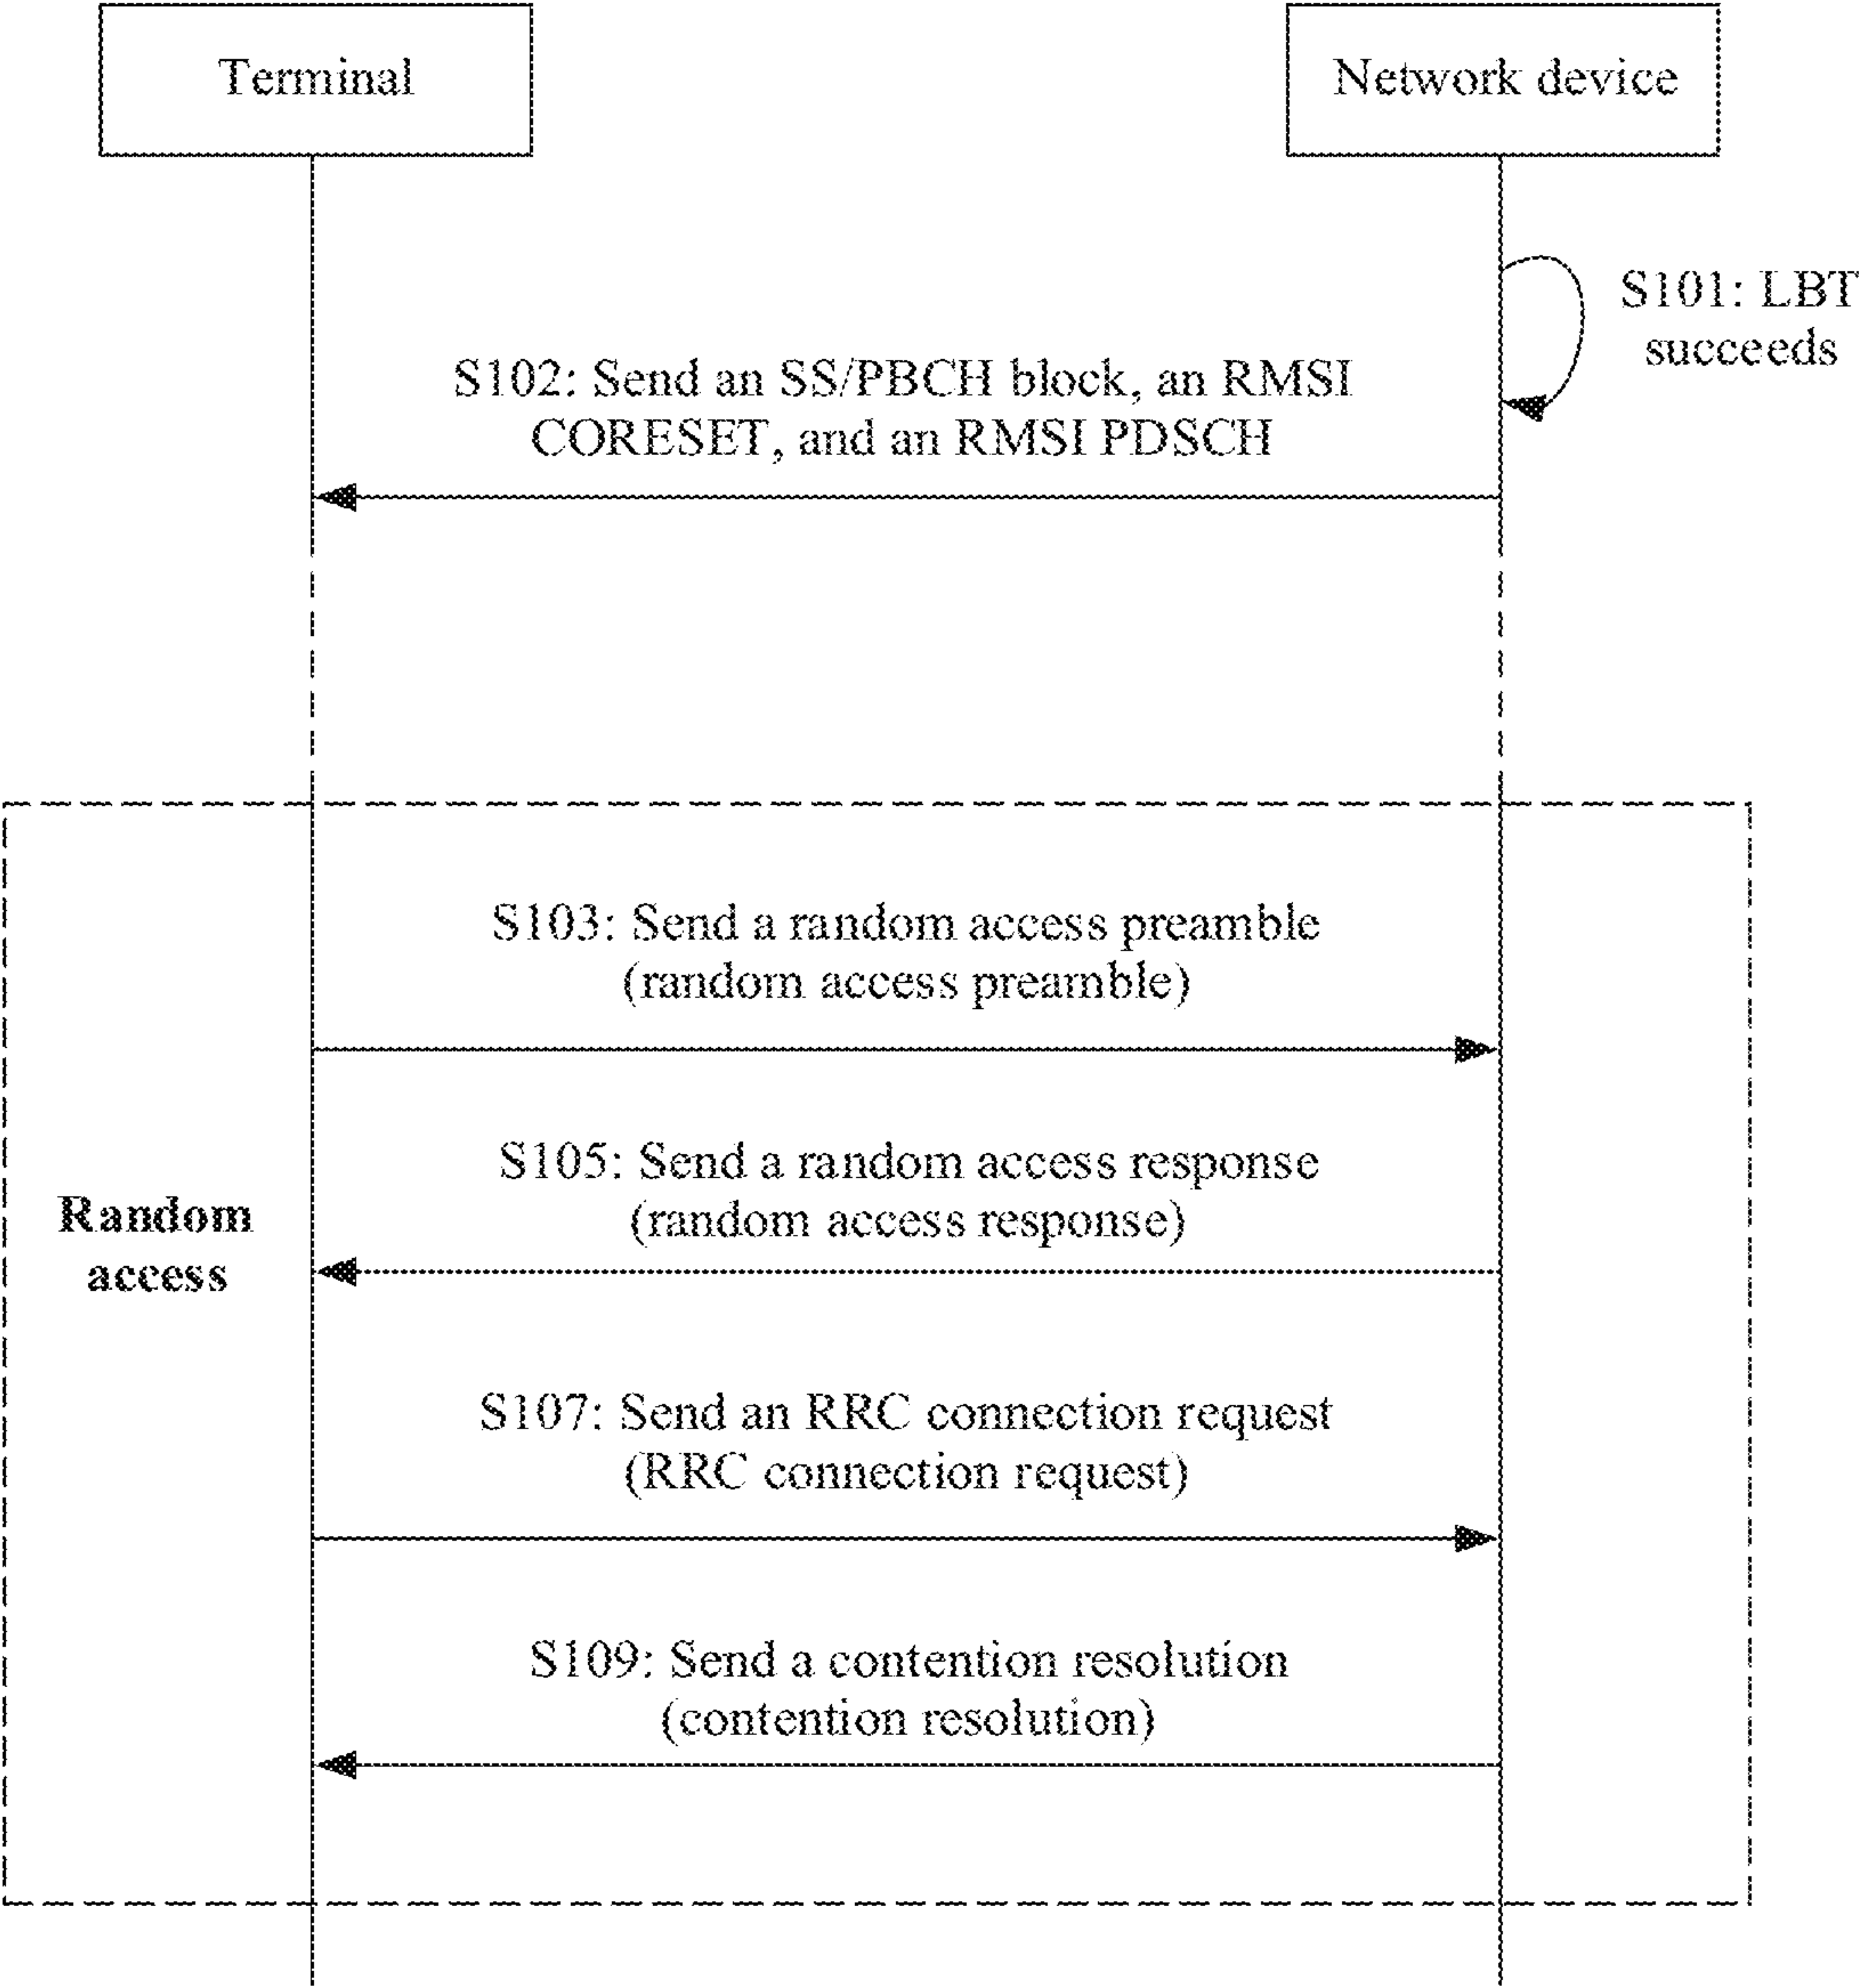 Terminal
Network device
S101: LBT
succeeds
S102: Send an SS/PBCH block, an RMSI
CORESET, and an RMSI PDSCH
S103: Send a random access preamble
(random access preamble)
S105: Send a random access response
(random access response)
Random
access
S107: Send an RRC connection request
(RRC connection request)
S109: Send a contention resolution
(contention resolution)